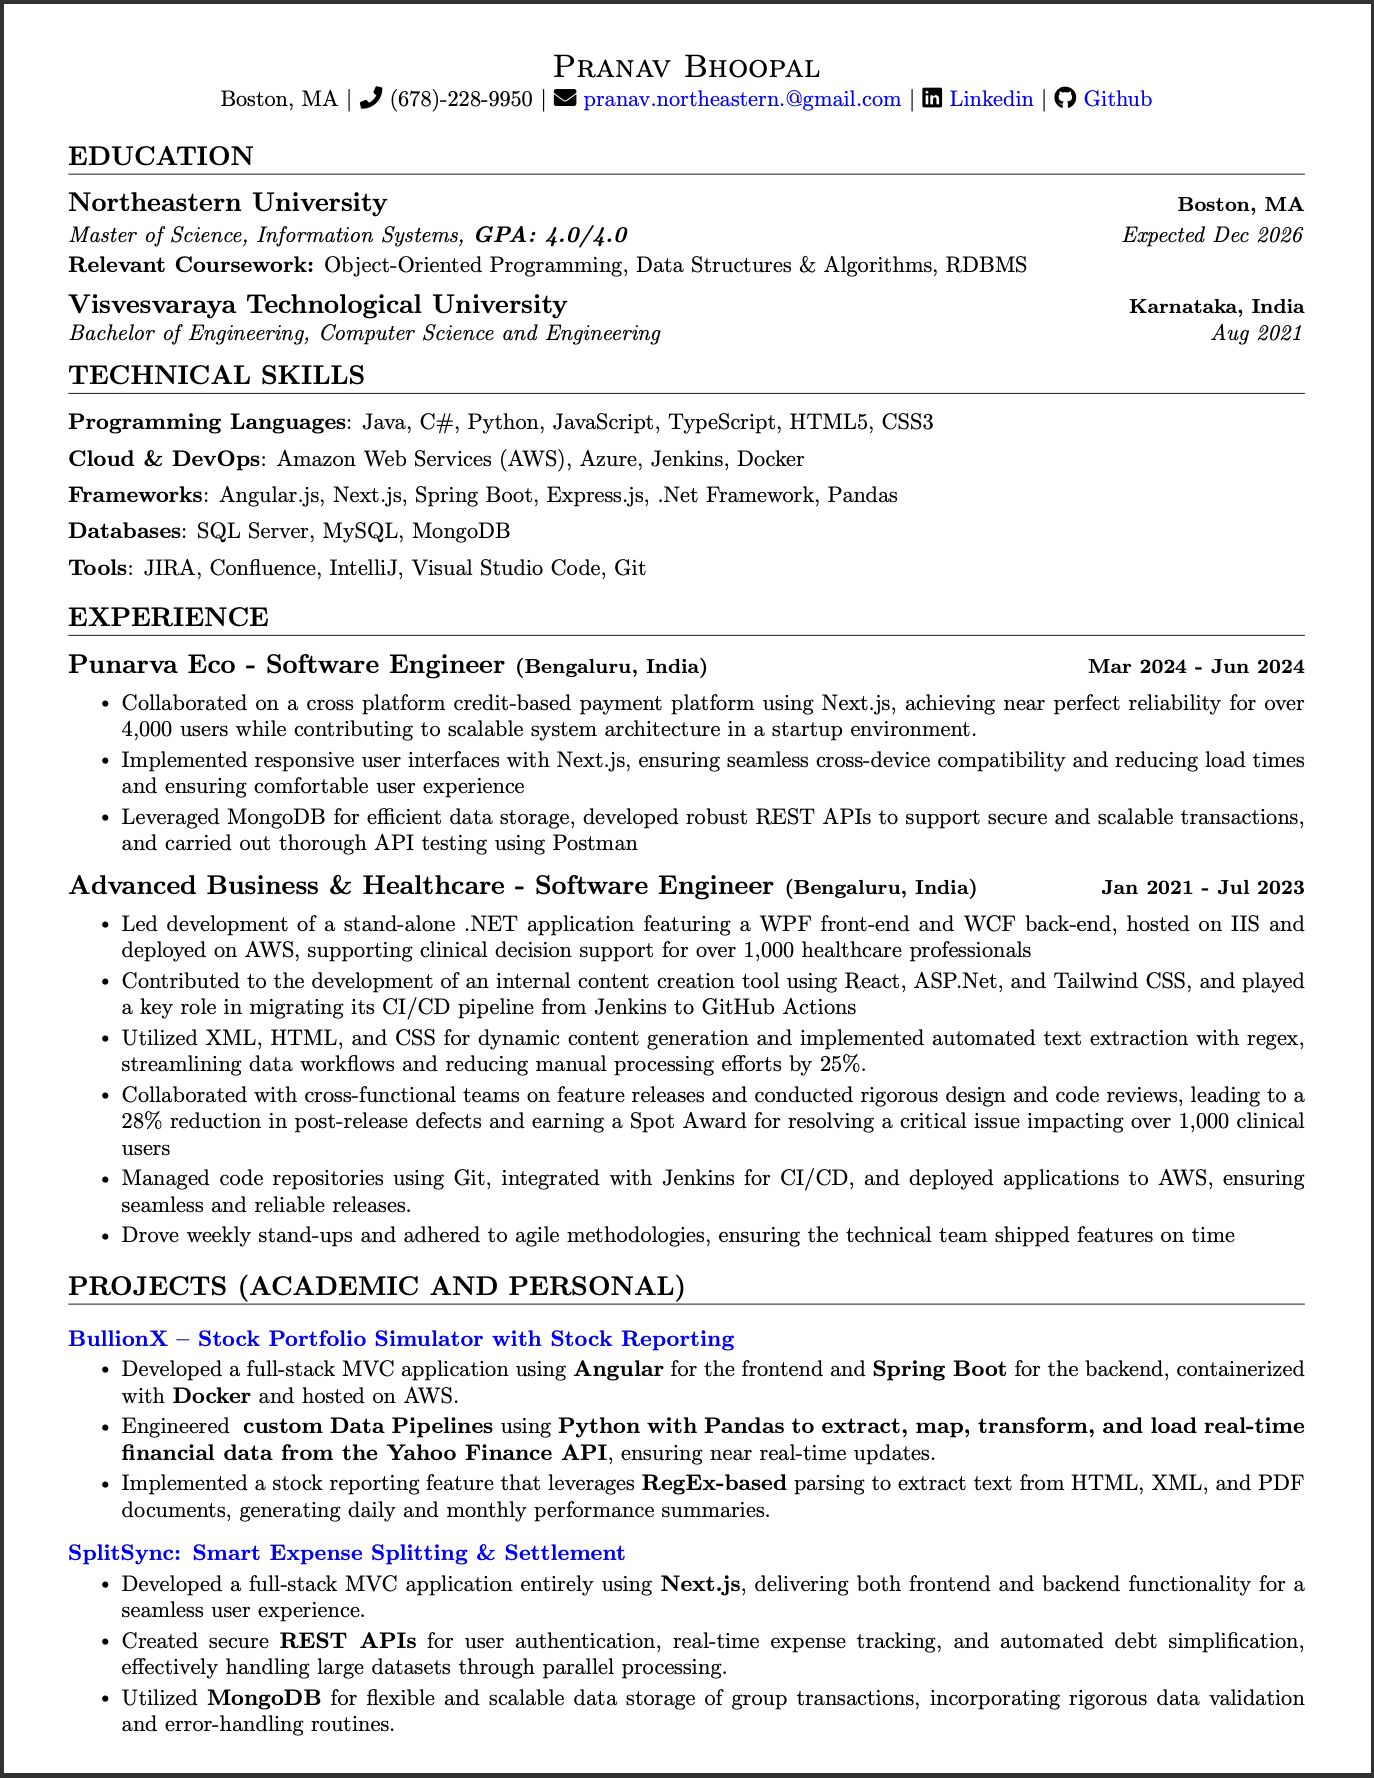 Pranav Bhoopal
Boston, MA | (678)-228-9950 | pranav.northeastern.@gmail.com | Linkedin | Github
EDUCATION
Northeastern University Boston, MA
Master of Science, Information Systems, GPA: 4.0/4.0 Expected Dec 2026
Relevant Coursework: Object-Oriented Programming, Data Structures & Algorithms, RDBMS
Visvesvaraya Technological University Karnataka, India
Bachelor of Engineering, Computer Science and Engineering Aug 2021
TECHNICAL SKILLS
Programming Languages: Java, C#, Python, JavaScript, TypeScript, HTML5, CSS3
Cloud & DevOps: Amazon Web Services (AWS), Azure, Jenkins, Docker
Frameworks: Angular.js, Next.js, Spring Boot, Express.js, .Net Framework, Pandas
Databases: SQL Server, MySQL, MongoDB
Tools: JIRA, Confluence, IntelliJ, Visual Studio Code, Git
EXPERIENCE
Punarva Eco - Software Engineer (Bengaluru, India) Mar 2024 - Jun 2024
• Collaborated on a cross platform credit-based payment platform using Next.js, achieving near perfect reliability for over
4,000 users while contributing to scalable system architecture in a startup environment.
• Implemented responsive user interfaces with Next.js, ensuring seamless cross-device compatibility and reducing load times
and ensuring comfortable user experience
• Leveraged MongoDB for efficient data storage, developed robust REST APIs to support secure and scalable transactions,
and carried out thorough API testing using Postman
Advanced Business & Healthcare - Software Engineer (Bengaluru, India) Jan 2021 - Jul 2023
• Led development of a stand-alone .NET application featuring a WPF front-end and WCF back-end, hosted on IIS and
deployed on AWS, supporting clinical decision support for over 1,000 healthcare professionals
• Contributed to the development of an internal content creation tool using React, ASP.Net, and Tailwind CSS, and played
a key role in migrating its CI/CD pipeline from Jenkins to GitHub Actions
• Utilized XML, HTML, and CSS for dynamic content generation and implemented automated text extraction with regex,
streamlining data workflows and reducing manual processing efforts by 25%.
• Collaborated with cross-functional teams on feature releases and conducted rigorous design and code reviews, leading to a
28% reduction in post-release defects and earning a Spot Award for resolving a critical issue impacting over 1,000 clinical
users
• Managed code repositories using Git, integrated with Jenkins for CI/CD, and deployed applications to AWS, ensuring
seamless and reliable releases.
• Drove weekly stand-ups and adhered to agile methodologies, ensuring the technical team shipped features on time
PROJECTS (ACADEMIC AND PERSONAL)
BullionX – Stock Portfolio Simulator with Stock Reporting
• Developed a full-stack MVC application using Angular for the frontend and Spring Boot for the backend, containerized
with Docker and hosted on AWS.
• Engineered custom Data Pipelines using Python with Pandas to extract, map, transform, and load real-time
financial data from the Yahoo Finance API, ensuring near real-time updates.
• Implemented a stock reporting feature that leverages RegEx-based parsing to extract text from HTML, XML, and PDF
documents, generating daily and monthly performance summaries.
SplitSync: Smart Expense Splitting & Settlement
• Developed a full-stack MVC application entirely using Next.js, delivering both frontend and backend functionality for a
seamless user experience.
• Created secure REST APIs for user authentication, real-time expense tracking, and automated debt simplification,
effectively handling large datasets through parallel processing.
• Utilized MongoDB for flexible and scalable data storage of group transactions, incorporating rigorous data validation
and error-handling routines.